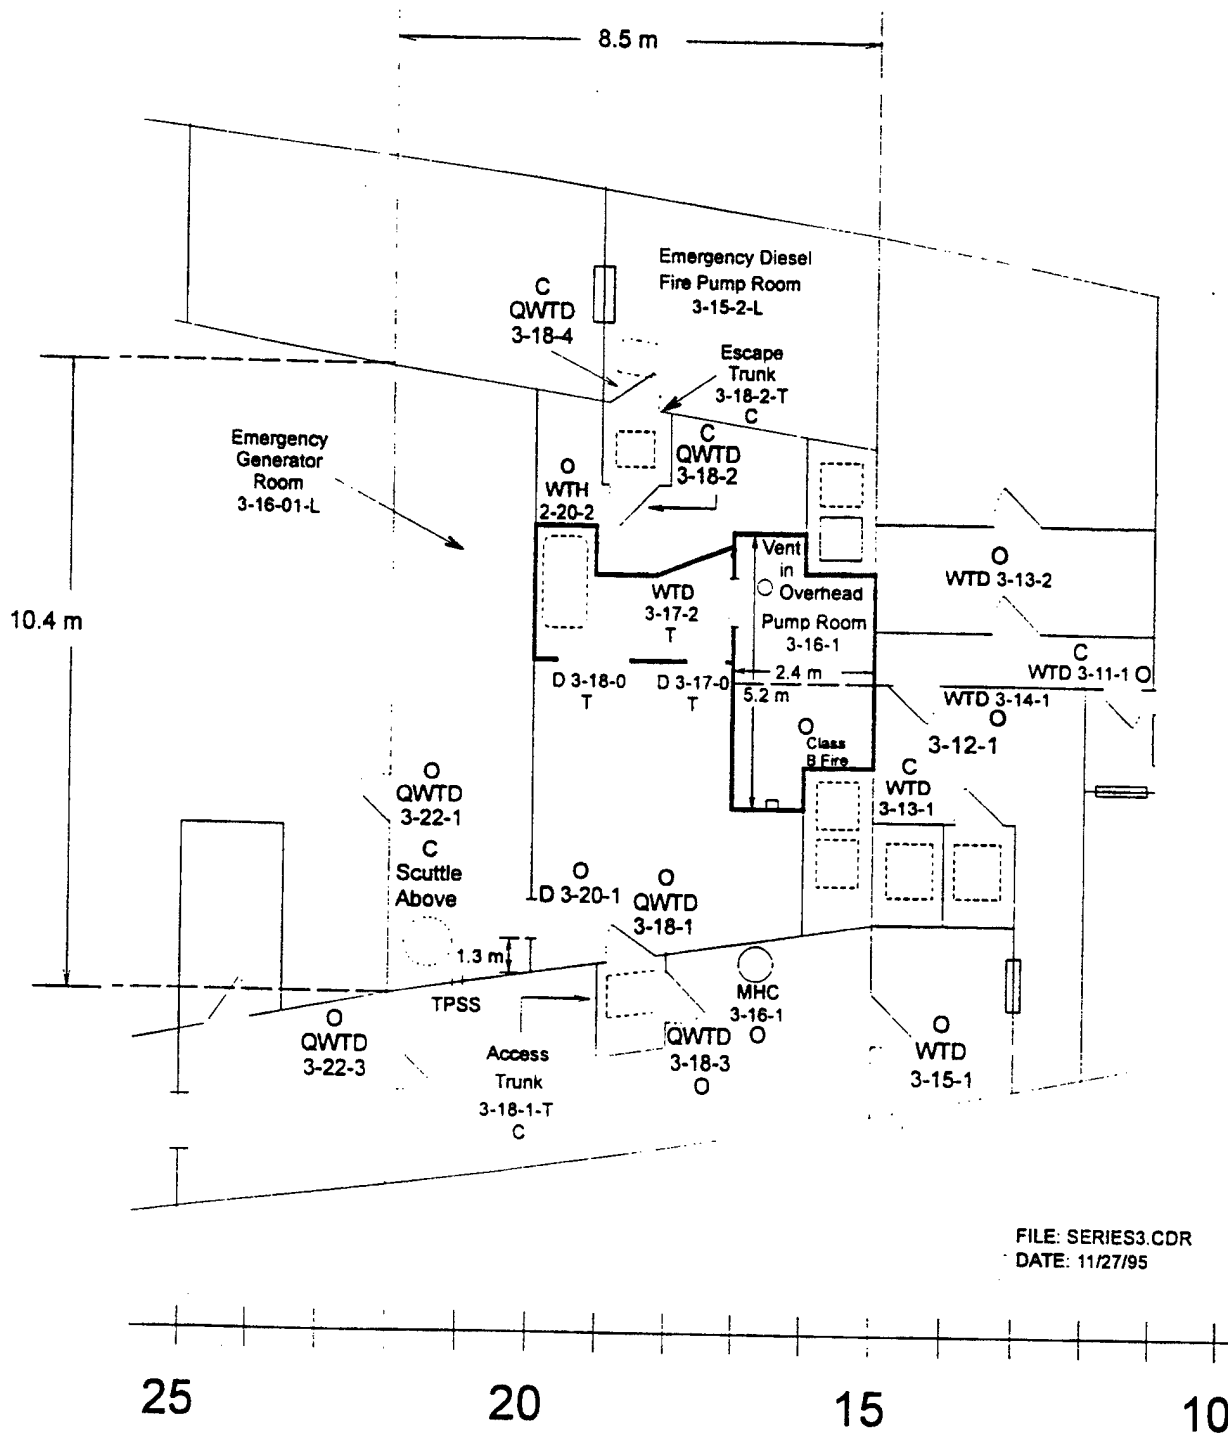 8.5 m
Emergency Diesel
Fire Pump Room
3-15-2-L
C
QWTD
3-18-4
Escape
Trunk
3-18-2-T
C
Emergency
Generator
Room
3-16-01-L
C
QWTD
3-18-2
O
WTH
2-20-2
Vent
in
Overhead
O
WTD 3-13-2
WTD
3-17-2
T
Pump Room
3-16-1
10.4 m
C
WTD 3-11-1 O
2.4 m
D 3-18-0
T
D 3-17-0
T
5.2 m
WTD 3-14-1
O
O
Class
B Fire
3-12-1
O
QWTD
3-22-1
C
WTD
3-13-1
C
Scuttle
Above
O
D 3-20-1
O
QWTD
3-18-1
1.3 m
TPSS
MHC
3-16-1
O
O
QWTD
3-22-3
QWTD
3-18-3
O
O
WTD
3-15-1
Access
Trunk
3-18-1-T
C
FILE: SERIES3.CDR
DATE: 11/27/95
25 20 15 10